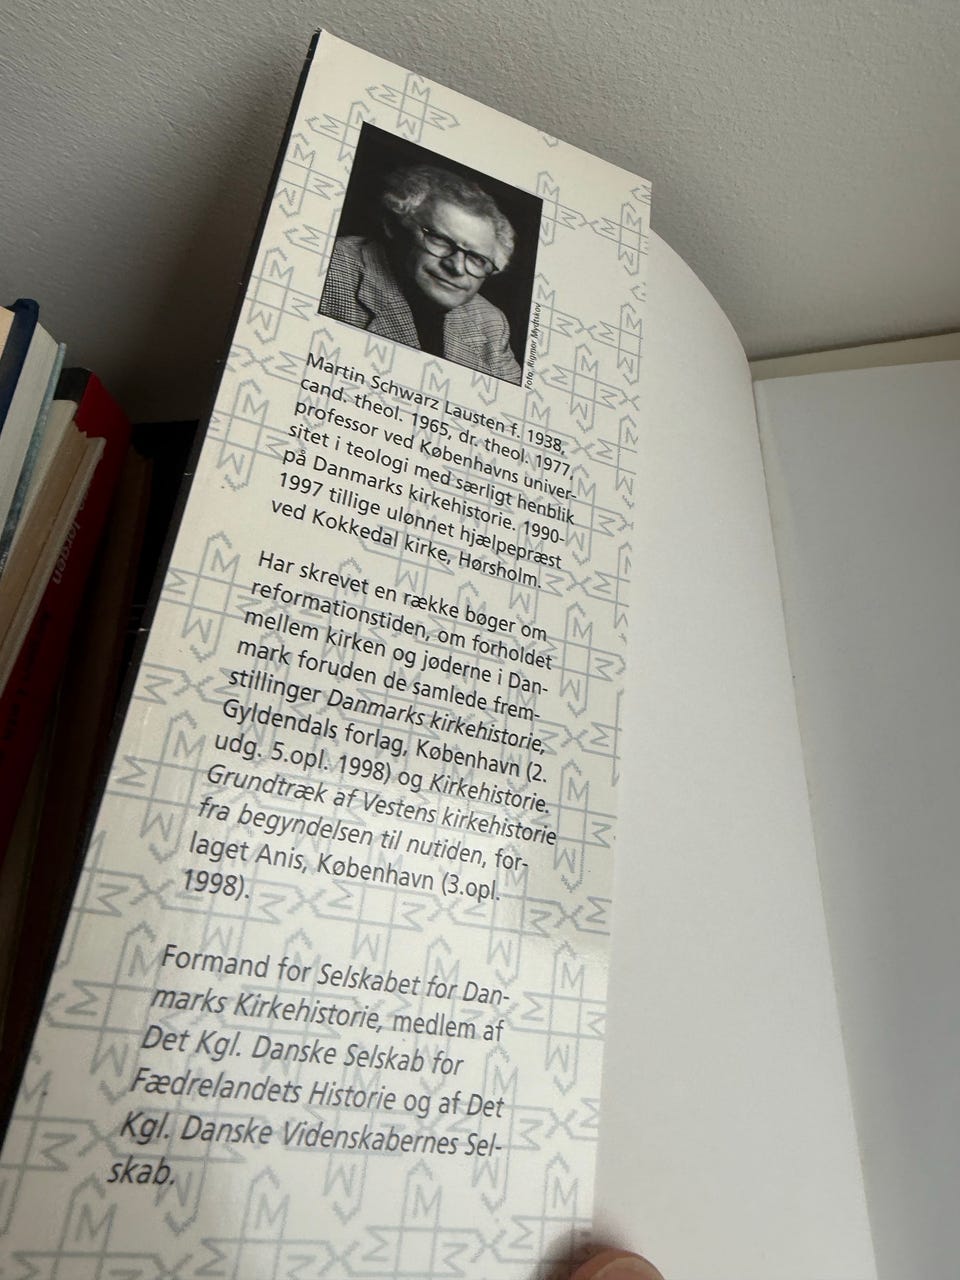 Foto: Rigmor Mydtskov
Martin Schwarz Lausten f. 1938,
cand. theol. 1965, dr. theol. 1977,
professor ved Københavns univer-
sitet i teologi med særligt henblik
på Danmarks kirkehistorie. 1990-
1997 tillige ulønnet hjælpepræst
ved Kokkedal kirke, Hørsholm.
Har skrevet en række bøger om
reformationstiden, om forholdet
mellem kirken og jøderne i Dan-
mark foruden de samlede frem-
stillinger Danmarks kirkehistorie,
Gyldendals forlag, København (2.
udg. 5.opl. 1998) og Kirkehistorie.
Grundtræk af Vestens kirkehistorie
fra begyndelsen til nutiden, for-
laget Anis, København (3.opl.
1998).
Formand for Selskabet for Dan-
marks Kirkehistorie, medlem af
Det Kgl. Danske Selskab for
Fædrelandets Historie og af Det
Kgl. Danske Videnskabernes Sel-
skab.